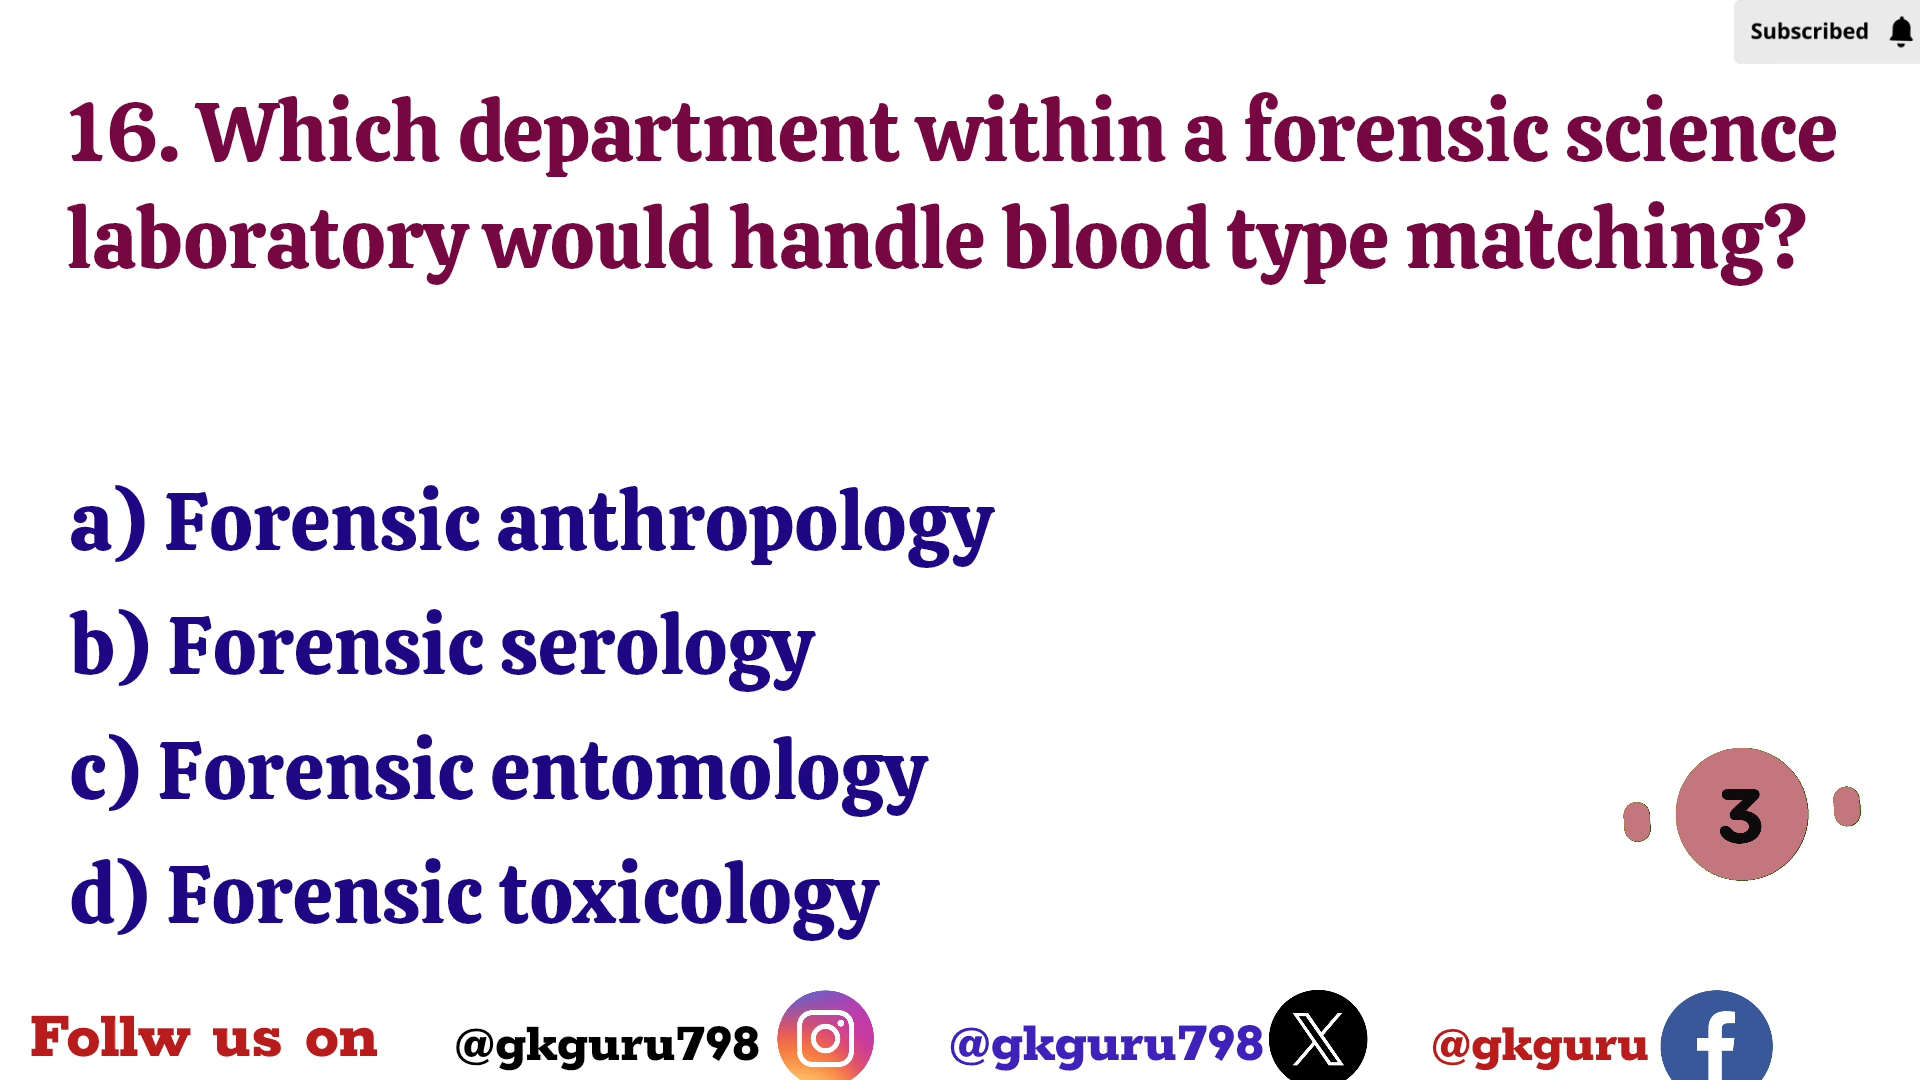 Subscribed
16. Which department within a forensic science
laboratory would handle blood type matching?
a) Forensic anthropology
b) Forensic serology
c) Forensic entomology
3
d) Forensic toxicology
Follw us on @gkguru798 @gkguru798 @gkguru